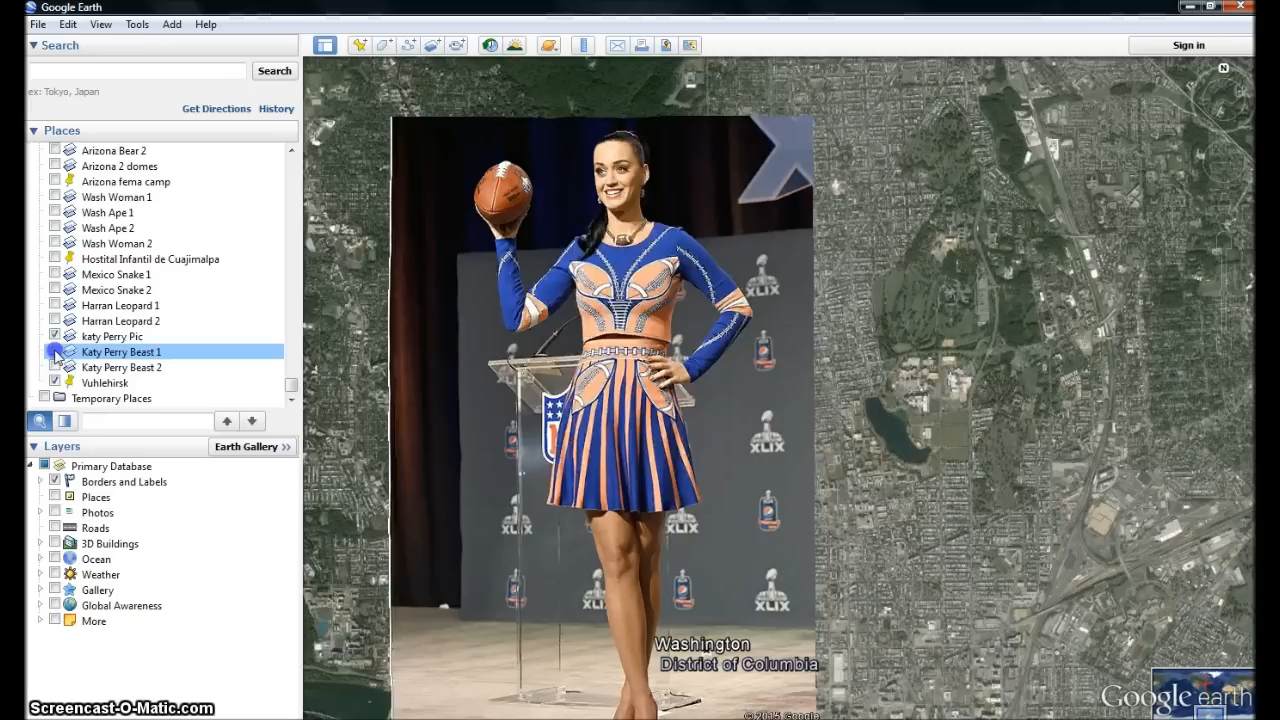 Google Earth
File Edit View Tools Add Help
Search
Sign in
N
Search
ex: Tokyo, Japan
Get Directions History
Places
Arizona Bear 2
Arizona 2 domes
Arizona fema camp
Wash Woman 1
Wash Ape 1
Wash Ape 2
Wash Woman 2
Hostital Infantil de Cuajimalpa
Mexico Snake 1
Mexico Snake 2
Harran Leopard 1
Harran Leopard 2
katy Perry Pic
Katy Perry Beast 1
Katy Perry Beast 2
Vuhlehirsk
Temporary Places
Layers
Earth Gallery >>
Primary Database
Borders and Labels
Places
Photos
Roads
3D Buildings
Ocean
Weather
Gallery
Global Awareness
More
XLIX
XLIX
XLIX
XLIX
XLIX
XLIX
Washington
District of Columbia
© 2015 Google
Google earth
Screencast-O-Matic.com